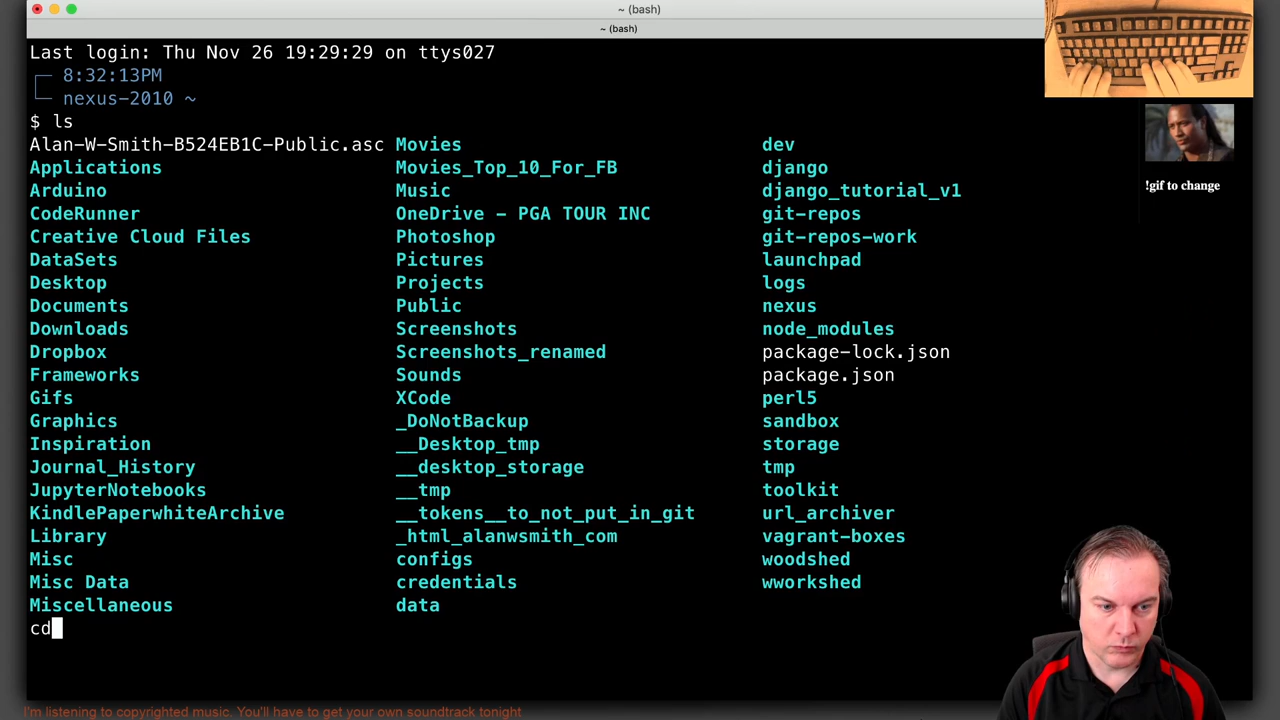 ~ (bash)
~ (bash)
Last login: Thu Nov 26 19:29:29 on ttys027
8:32:13PM
nexus-2010 ~
$ ls
Alan-W-Smith-B524EB1C-Public.asc Movies dev
Applications Movies_Top_10_For_FB django
Arduino Music django_tutorial_v1
CodeRunner OneDrive - PGA TOUR INC git-repos
Creative Cloud Files Photoshop git-repos-work
DataSets Pictures launchpad
Desktop Projects logs
Documents Public nexus
Downloads Screenshots node_modules
Dropbox Screenshots_renamed package-lock.json
Frameworks Sounds package.json
Gifs XCode perl5
Graphics _DoNotBackup sandbox
Inspiration __Desktop_tmp storage
Journal_History __desktop_storage tmp
JupyterNotebooks __tmp toolkit
KindlePaperwhiteArchive __tokens__to_not_put_in_git url_archiver
Library _html_alanwsmith_com vagrant-boxes
Misc configs woodshed
Misc Data credentials wworkshed
Miscellaneous data
cd
!gif to change
I'm listening to copyrighted music. You'll have to get your own soundtrack tonight